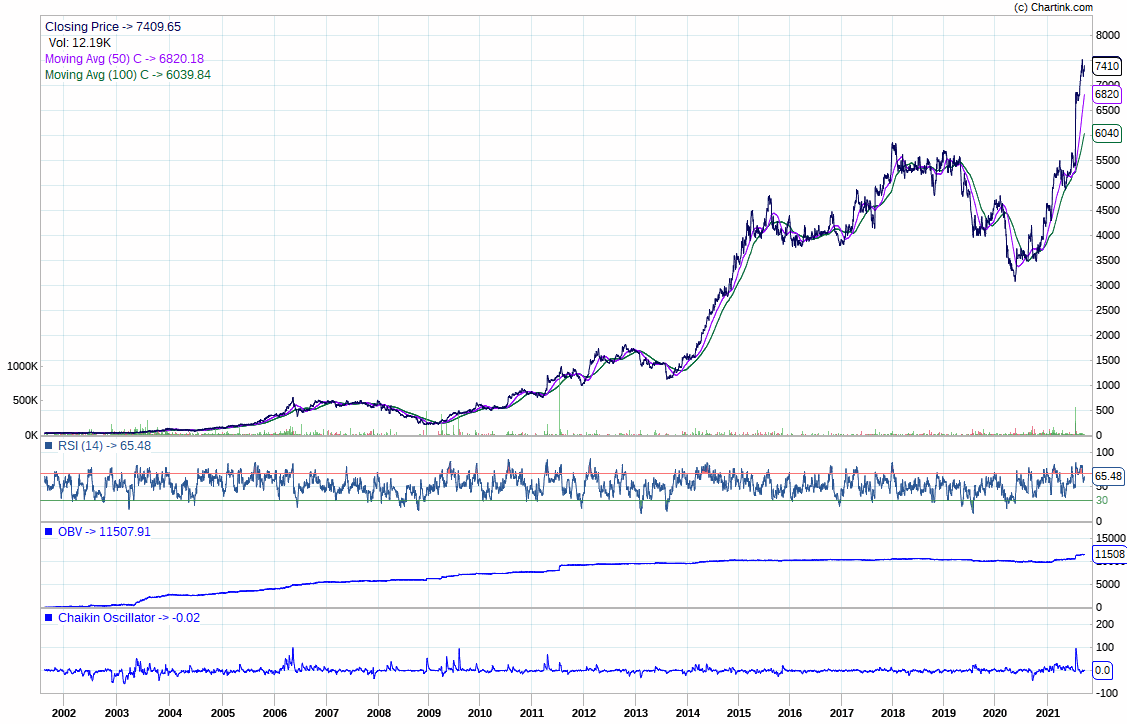 (c) Chartink.com
Closing Price -> 7409.65
Vol: 12.19K
Moving Avg (50) C -> 6820.18
Moving Avg (100) C -> 6039.84
8000
7410
7000
6820
6500
6040
5500
5000
4500
4000
3500
3000
2500
2000
1500
1000
500
0
1000K
500K
0K
RSI (14) -> 65.48
100
65.48
50
30
0
OBV -> 11507.91
15000
11508
10000
5000
0
Chaikin Oscillator -> -0.02
200
100
0.0
-100
2002 2003 2004 2005 2006 2007 2008 2009 2010 2011 2012 2013 2014 2015 2016 2017 2018 2019 2020 2021